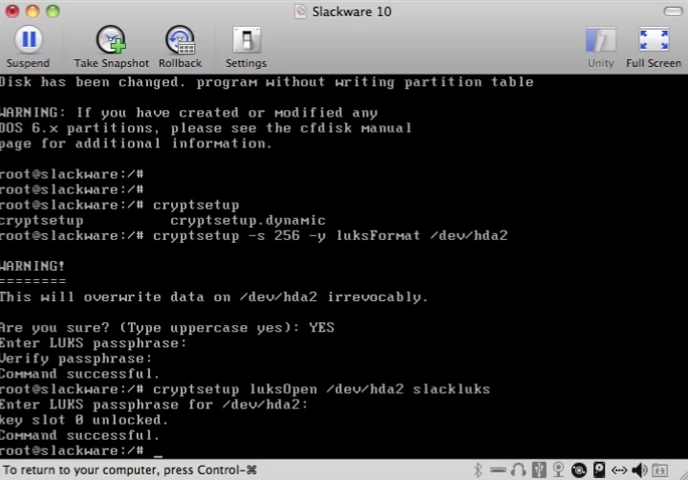 Slackware 10
Suspend
Take Snapshot
Rollback
Settings
Unity
Full Screen
Disk has been changed. program without writing partition table
WARNING: If you have created or modified any
DOS 6.x partitions, please see the cfdisk manual
page for additional information.
root@slackware:/#
root@slackware:/#
root@slackware:/# cryptsetup
cryptsetup cryptsetup.dynamic
root@slackware:/# cryptsetup -s 256 -y luksFormat /dev/hda2
WARNING!
========
This will overwrite data on /dev/hda2 irrevocably.
Are you sure? (Type uppercase yes): YES
Enter LUKS passphrase:
Verify passphrase:
Command successful.
root@slackware:/# cryptsetup luksOpen /dev/hda2 slackluks
Enter LUKS passphrase for /dev/hda2:
key slot 0 unlocked.
Command successful.
root@slackware:/# _
To return to your computer, press Control-⌘